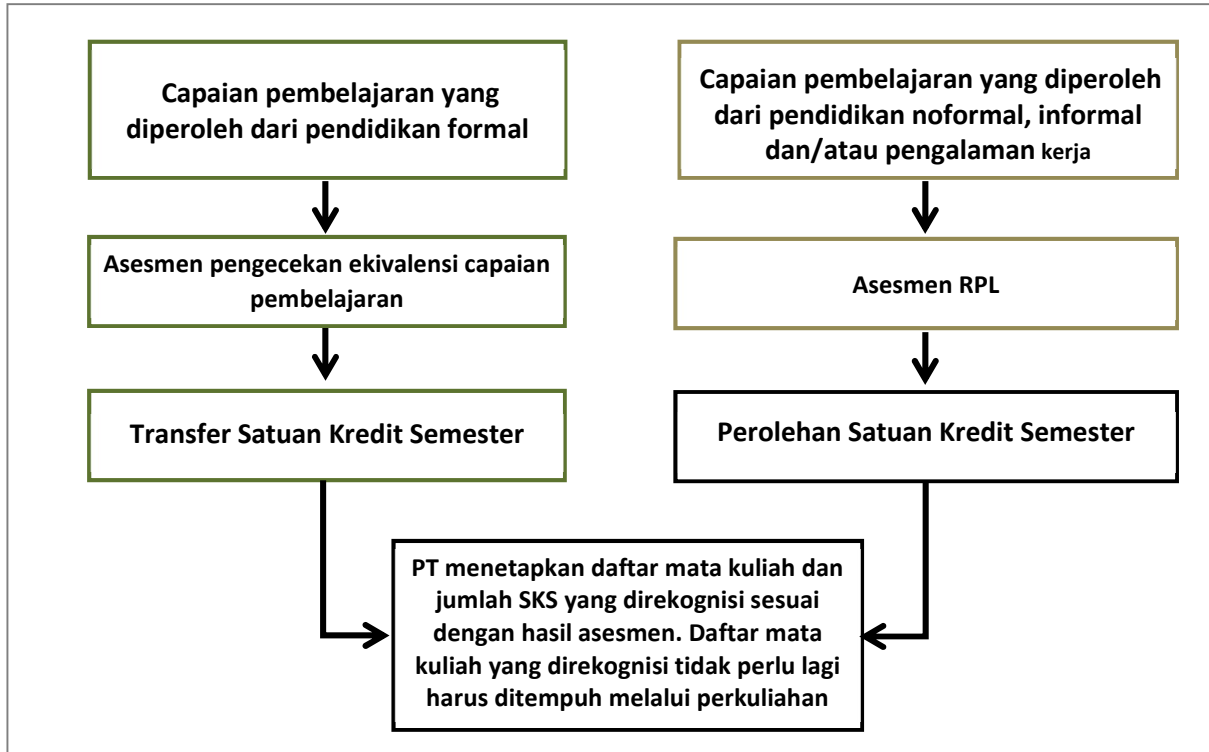 Capaian pembelajaran yang
diperoleh dari pendidikan formal
Asesmen pengecekan ekivalensi capaian
pembelajaran
Transfer Satuan Kredit Semester
Capaian pembelajaran yang diperoleh
dari pendidikan noformal, informal
dan/atau pengalaman kerja
Asesmen RPL
Perolehan Satuan Kredit Semester
PT menetapkan daftar mata kuliah dan
jumlah SKS yang direkognisi sesuai
dengan hasil asesmen. Daftar mata
kuliah yang direkognisi tidak perlu lagi
harus ditempuh melalui perkuliahan